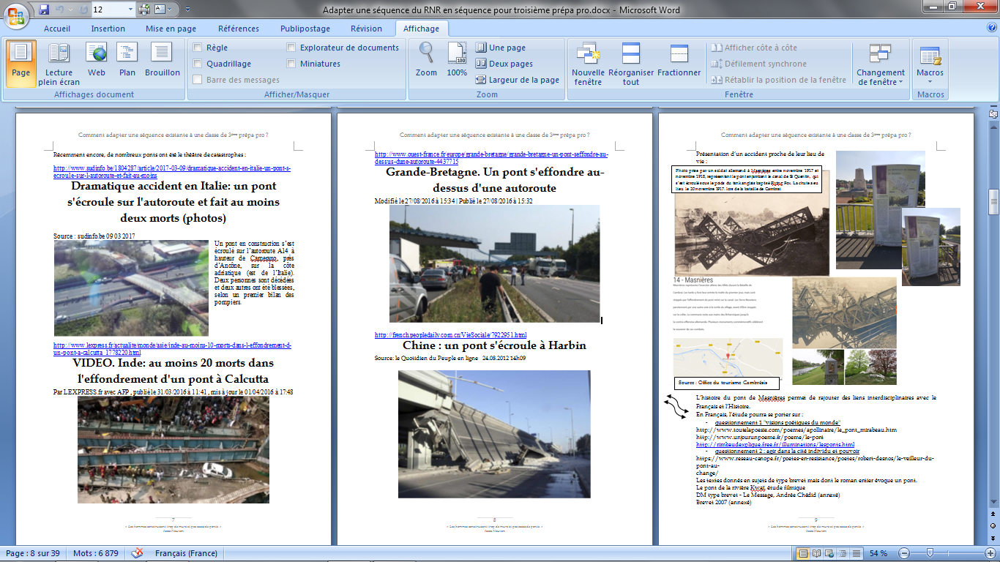 12
Adapter une séquence du RNR en séquence pour troisième prépa pro.docx - Microsoft Word
Accueil
Insertion
Mise en page
Références
Publipostage
Révision
Affichage
Page
Lecture plein écran
Web
Plan
Brouillon
Affichages document
Règle
Quadrillage
Barre des messages
Explorateur de documents
Miniatures
Afficher/Masquer
Zoom
100%
Une page
Deux pages
Largeur de la page
Zoom
Nouvelle fenêtre
Réorganiser tout
Fractionner
Afficher côte à côte
Défilement synchrone
Rétablir la position de la fenêtre
Fenêtre
Changement de fenêtre
Macros
Macros
Comment adapter une séquence existante à une classe de 3ème prépa pro ?
Récemment encore, de nombreux ponts ont été le théâtre de catastrophes :
http://www.sudinfo.be/1804287/article/2017-03-09/dramatique-accident-en-italie-un-pont-s-
ecroule-sur-l-autoroute-et-fait-au-moins
Dramatique accident en Italie: un pont
s'écroule sur l'autoroute et fait au moins
deux morts (photos)
Source : sudinfo.be 09 03 2017
Un pont en construction s'est
écroulé sur l'autoroute A14 à
hauteur de Camerano, près
d'Ancône, sur la côte
adriatique (est de l'Italie).
Deux personnes sont décédées
et deux autres ont été blessées,
selon un premier bilan des
pompiers.
http://www.lexpress.fr/actualite/monde/asie/inde-au-moins-10-morts-dans-l-effondrement-d-
un-pont-a-calcutta_1778220.html
VIDEO. Inde: au moins 20 morts dans
l'effondrement d'un pont à Calcutta
Par LEXPRESS.fr avec AFP , publié le 31/03/2016 à 11:41 , mis à jour le 01/04/2016 à 17:48
7
Comment adapter une séquence existante à une classe de 3ème prépa pro ?
http://www.ouest-france.fr/europe/grande-bretagne/grande-bretagne-un-pont-seffondre-au-
dessus-dune-autoroute-4437715
Grande-Bretagne. Un pont s'effondre au-
dessus d'une autoroute
Modifié le 27/08/2016 à 15:34 | Publié le 27/08/2016 à 15:32
http://french.peopledaily.com.cn/VieSociale/7922951.html
Chine : un pont s'écroule à Harbin
Source: le Quotidien du Peuple en ligne 24.08.2012 14h09
8
Comment adapter une séquence existante à une classe de 3ème prépa pro ?
Présentation d'un accident proche de leur lieu de
vie :
Photo prise par un soldat allemand à Masnières entre novembre 1917 et
novembre 1918, représentant le pont enjambant le canal de St Quentin, qui
s'est écroulé sous le poids du tank anglais baptisé Flying Fox. La chute a eu
lieu le 20 novembre 1917, lors de la bataille de Cambrai
14 - Masnières
Source : Office du tourisme Cambrésis
L'histoire du pont de Masnières permet de rajouter des liens interdisciplinaires avec le
Français et l'Histoire.
En Français, l'étude pourra se porter sur :
- questionnement 1 "visions poétiques du monde"
http://www.toutelapoesie.com/poemes/apollinaire/le_pont_mirabeau.htm
http://www.unjourunpoeme.fr/poeme/le-pont
http://rimbaudexplique.free.fr/illuminations/lesponts.html
- questionnement 2 : agir dans la cité individu et pouvoir
https://www.reseau-canope.fr/poetes-en-resistance/poetes/robert-desnos/le-veilleur-du-
pont-au-
change/
Les textes donnés en sujets de type brevet mais dont le roman entier évoque un pont.
Le pont de la rivière Kwaï, étude filmique
DM type brevet - Le Message, Andrée Chédid (annexé)
Brevet 2007 (annexé)
9
Page : 8 sur 39
Mots : 6 879
Français (France)
54 %